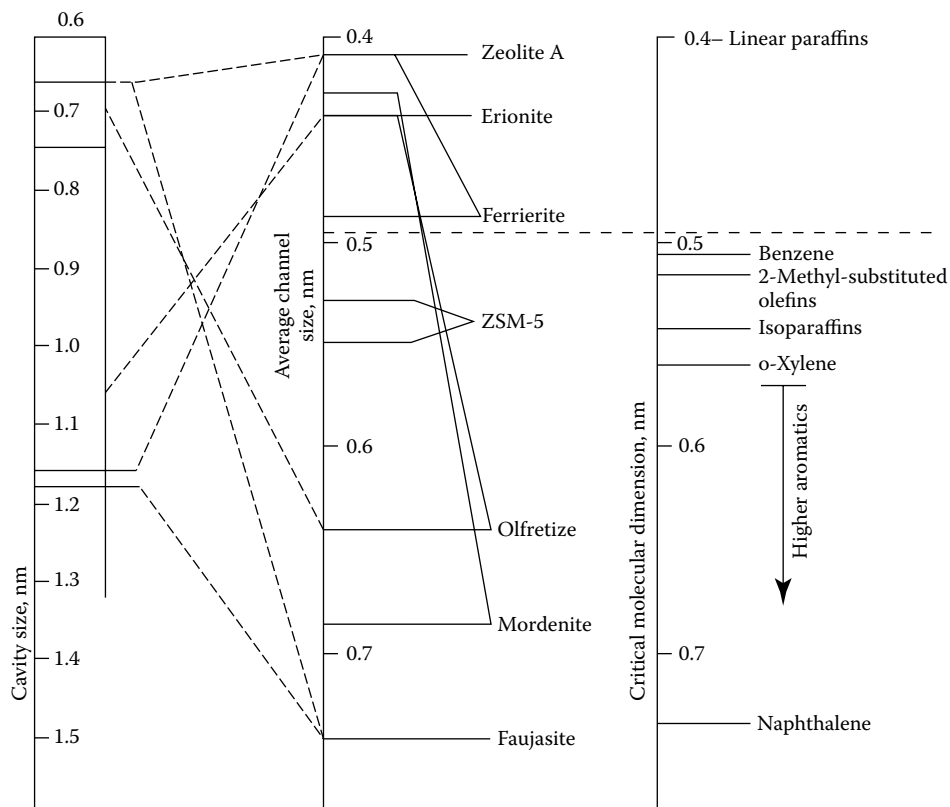 0.6
0.7
0.8
0.9
1.0
1.1
1.2
1.3
1.4
1.5
Cavity size, nm
0.4
0.5
0.6
0.7
Average channel
size, nm
Zeolite A
Erionite
Ferrierite
ZSM-5
Olfretize
Mordenite
Faujasite
0.4– Linear paraffins
0.5
0.6
0.7
Critical molecular dimension, nm
Benzene
2-Methyl-substituted
olefins
Isoparaffins
o-Xylene
Higher aromatics
Naphthalene